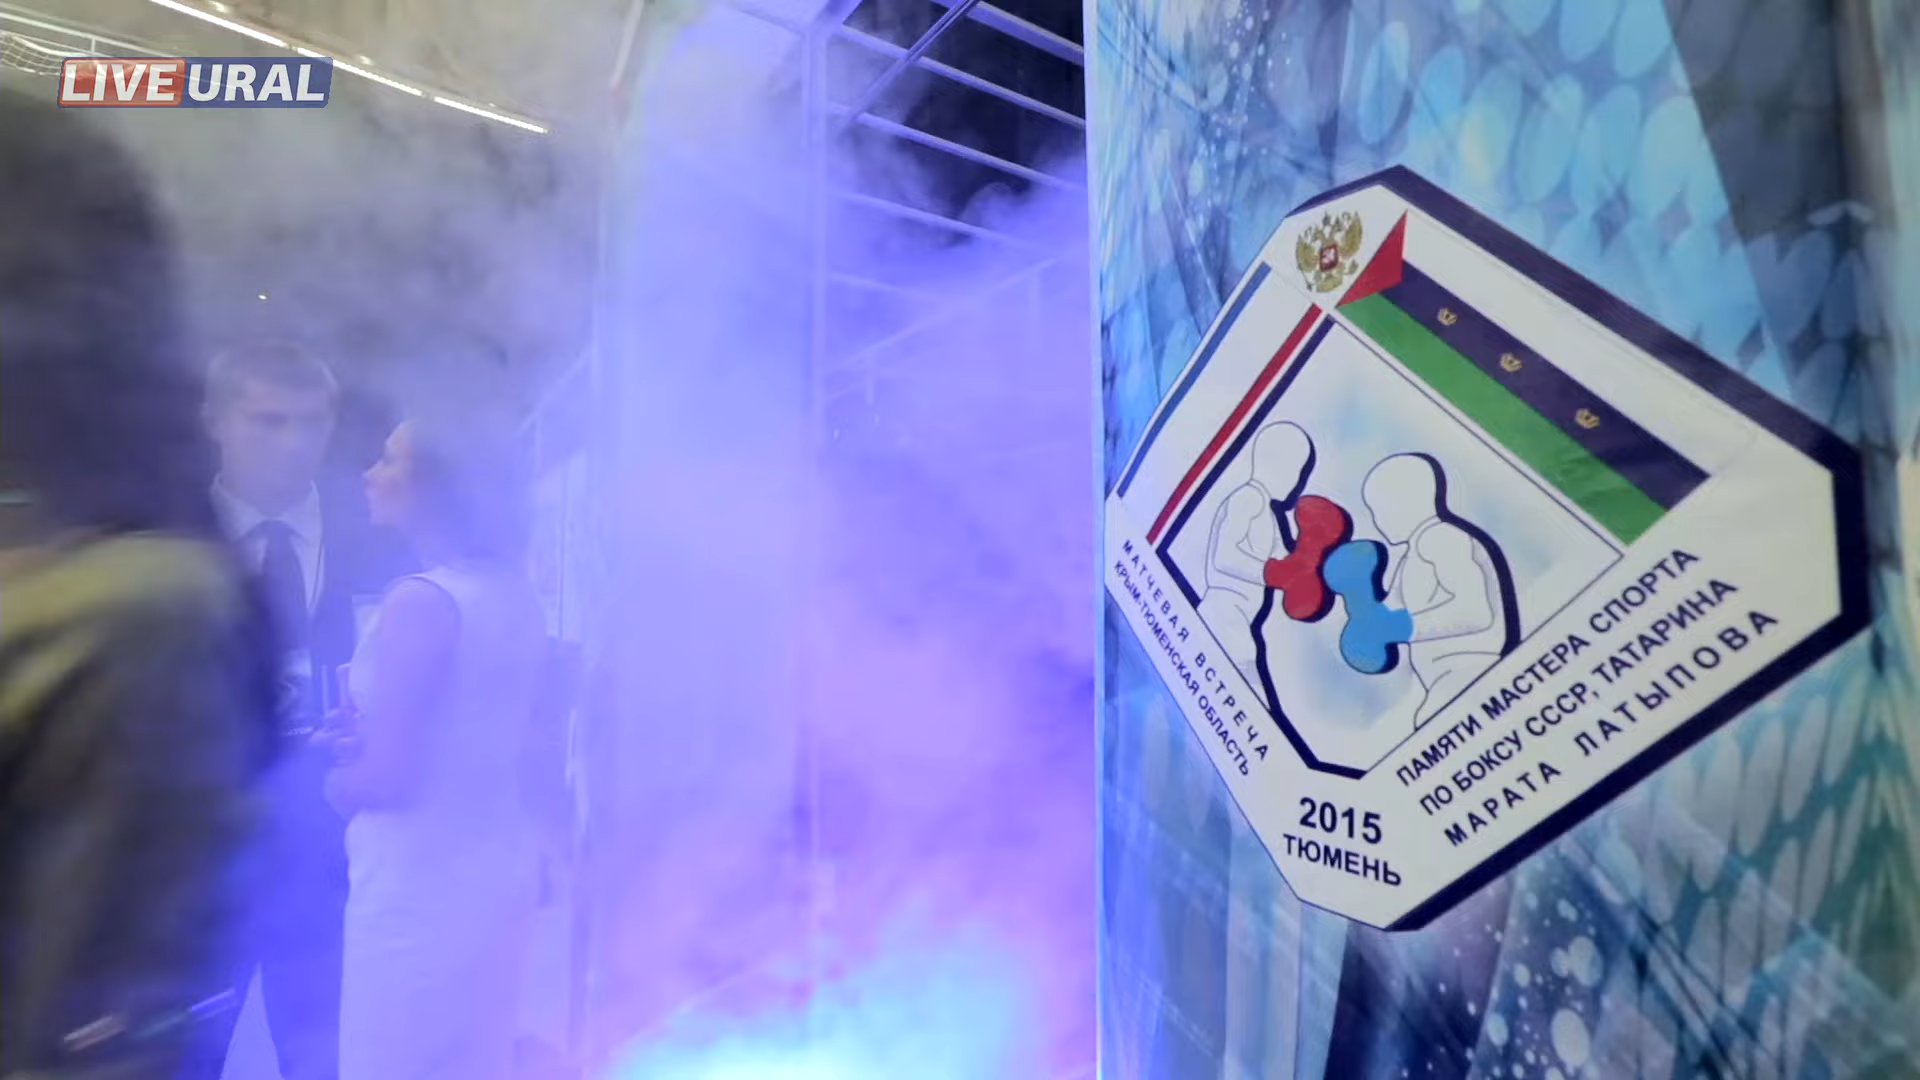 LIVE URAL
МАТЧЕВАЯ ВСТРЕЧА
КРЫМ-ТЮМЕНСКАЯ ОБЛАСТЬ
ПАМЯТИ МАСТЕРА СПОРТА
ПО БОКСУ СССР, ТАТАРИНА
МАРАТА ЛАТЫПОВА
2015
ТЮМЕНЬ